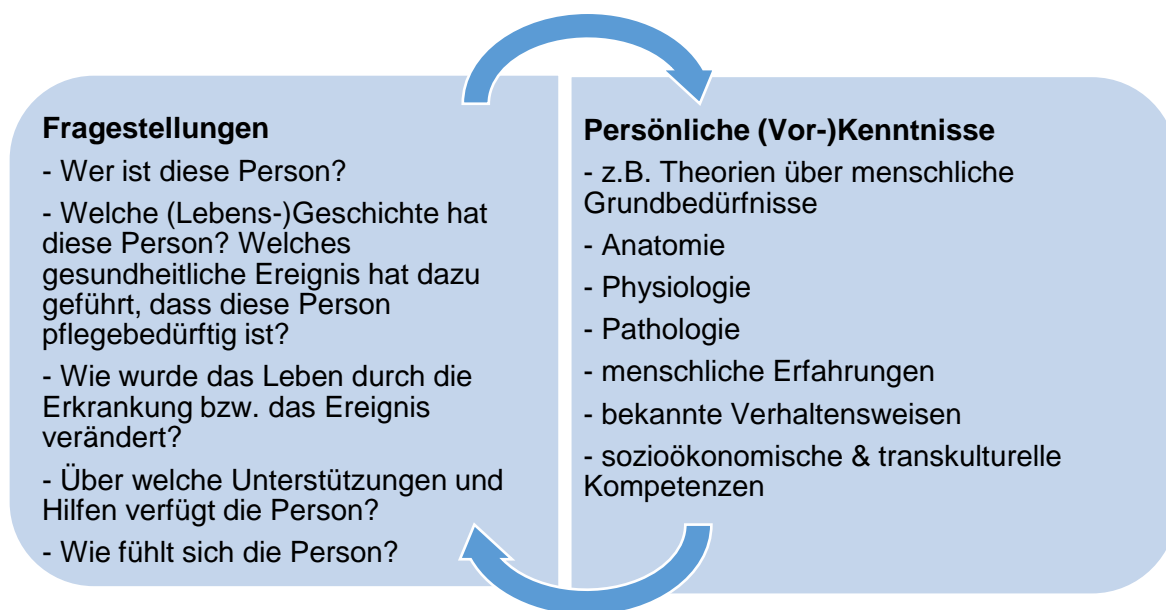 Fragestellungen
- Wer ist diese Person?
- Welche (Lebens-)Geschichte hat
diese Person? Welches
gesundheitliche Ereignis hat dazu
geführt, dass diese Person
pflegebedürftig ist?
- Wie wurde das Leben durch die
Erkrankung bzw. das Ereignis
verändert?
- Über welche Unterstützungen und
Hilfen verfügt die Person?
- Wie fühlt sich die Person?
Persönliche (Vor-)Kenntnisse
- z.B. Theorien über menschliche
Grundbedürfnisse
- Anatomie
- Physiologie
- Pathologie
- menschliche Erfahrungen
- bekannte Verhaltensweisen
- sozioökonomische & transkulturelle
Kompetenzen